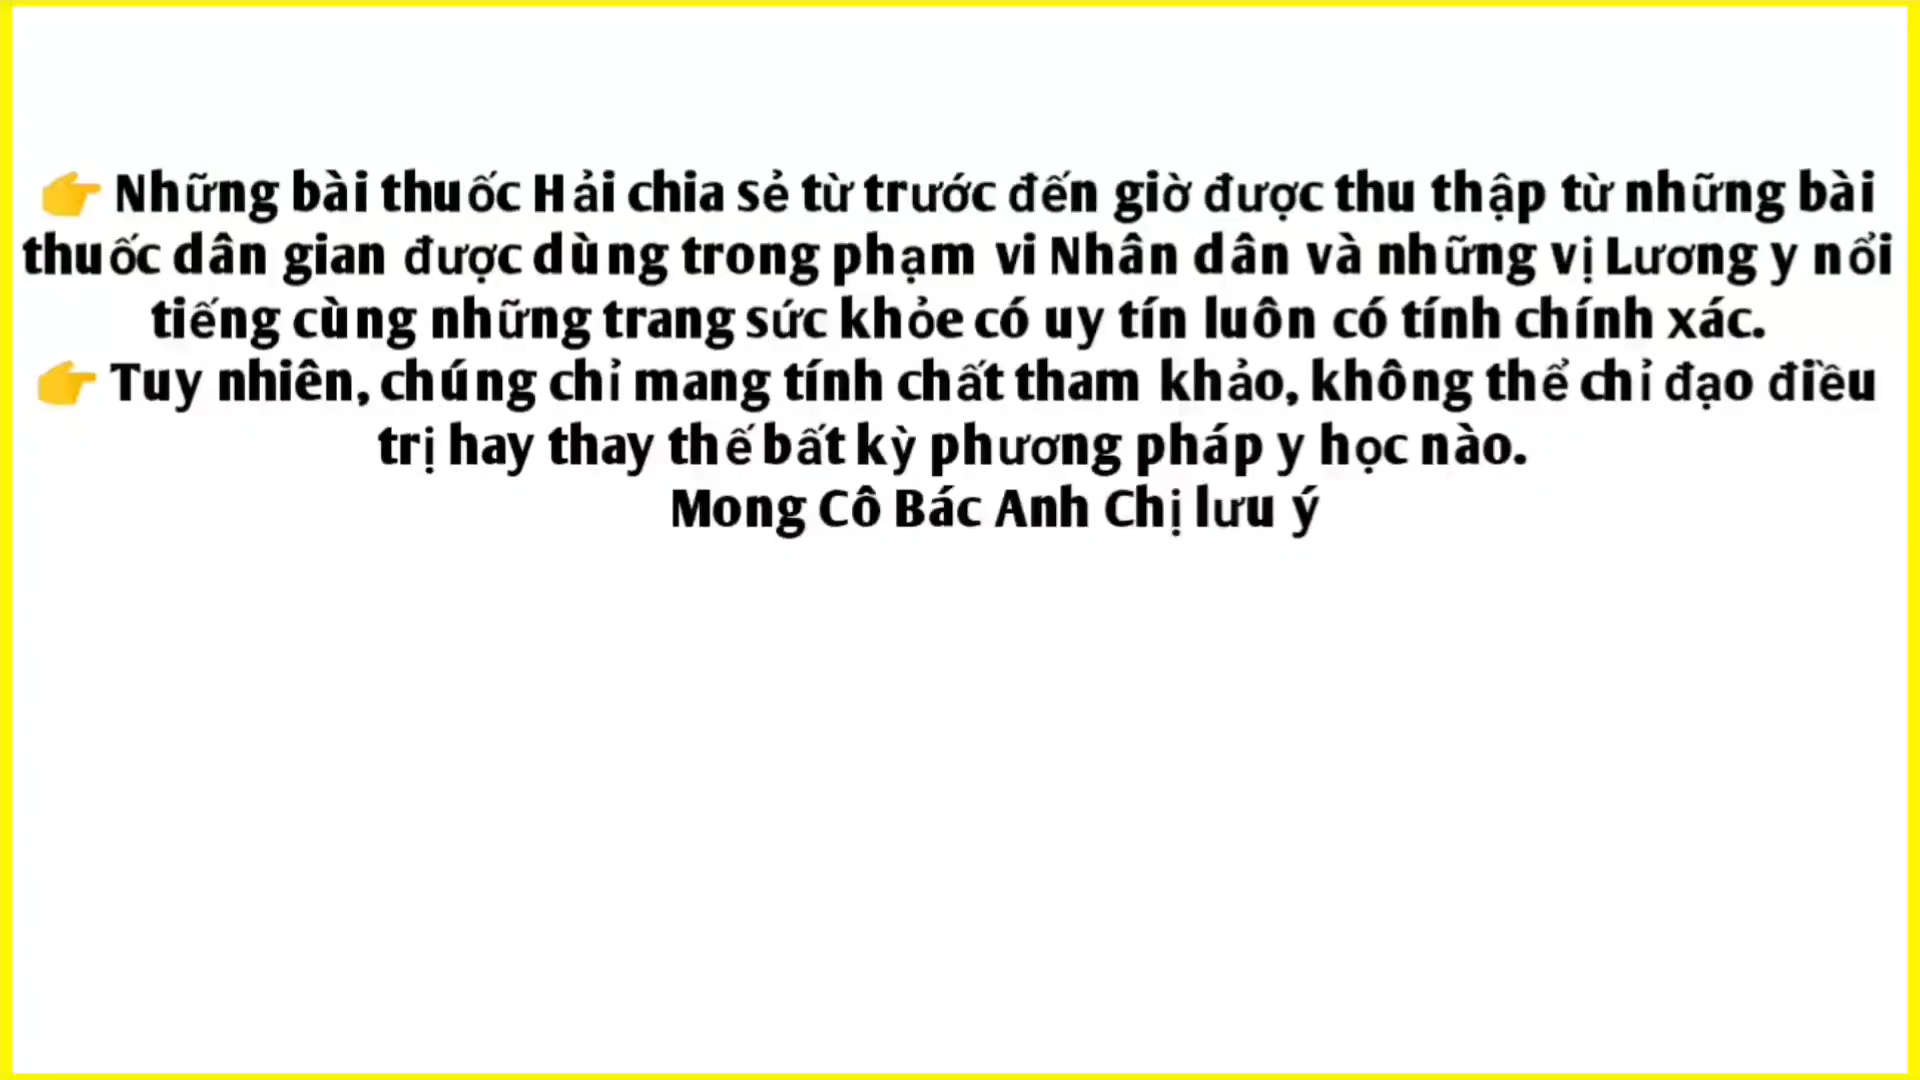 👉 Những bài thuốc Hải chia sẻ từ trước đến giờ được thu thập từ những bài
thuốc dân gian được dùng trong phạm vi Nhân dân và những vị Lương y nổi
tiếng cùng những trang sức khỏe có uy tín luôn có tính chính xác.
👉 Tuy nhiên, chúng chỉ mang tính chất tham khảo, không thể chỉ đạo điều
trị hay thay thế bất kỳ phương pháp y học nào.
Mong Cô Bác Anh Chị lưu ý